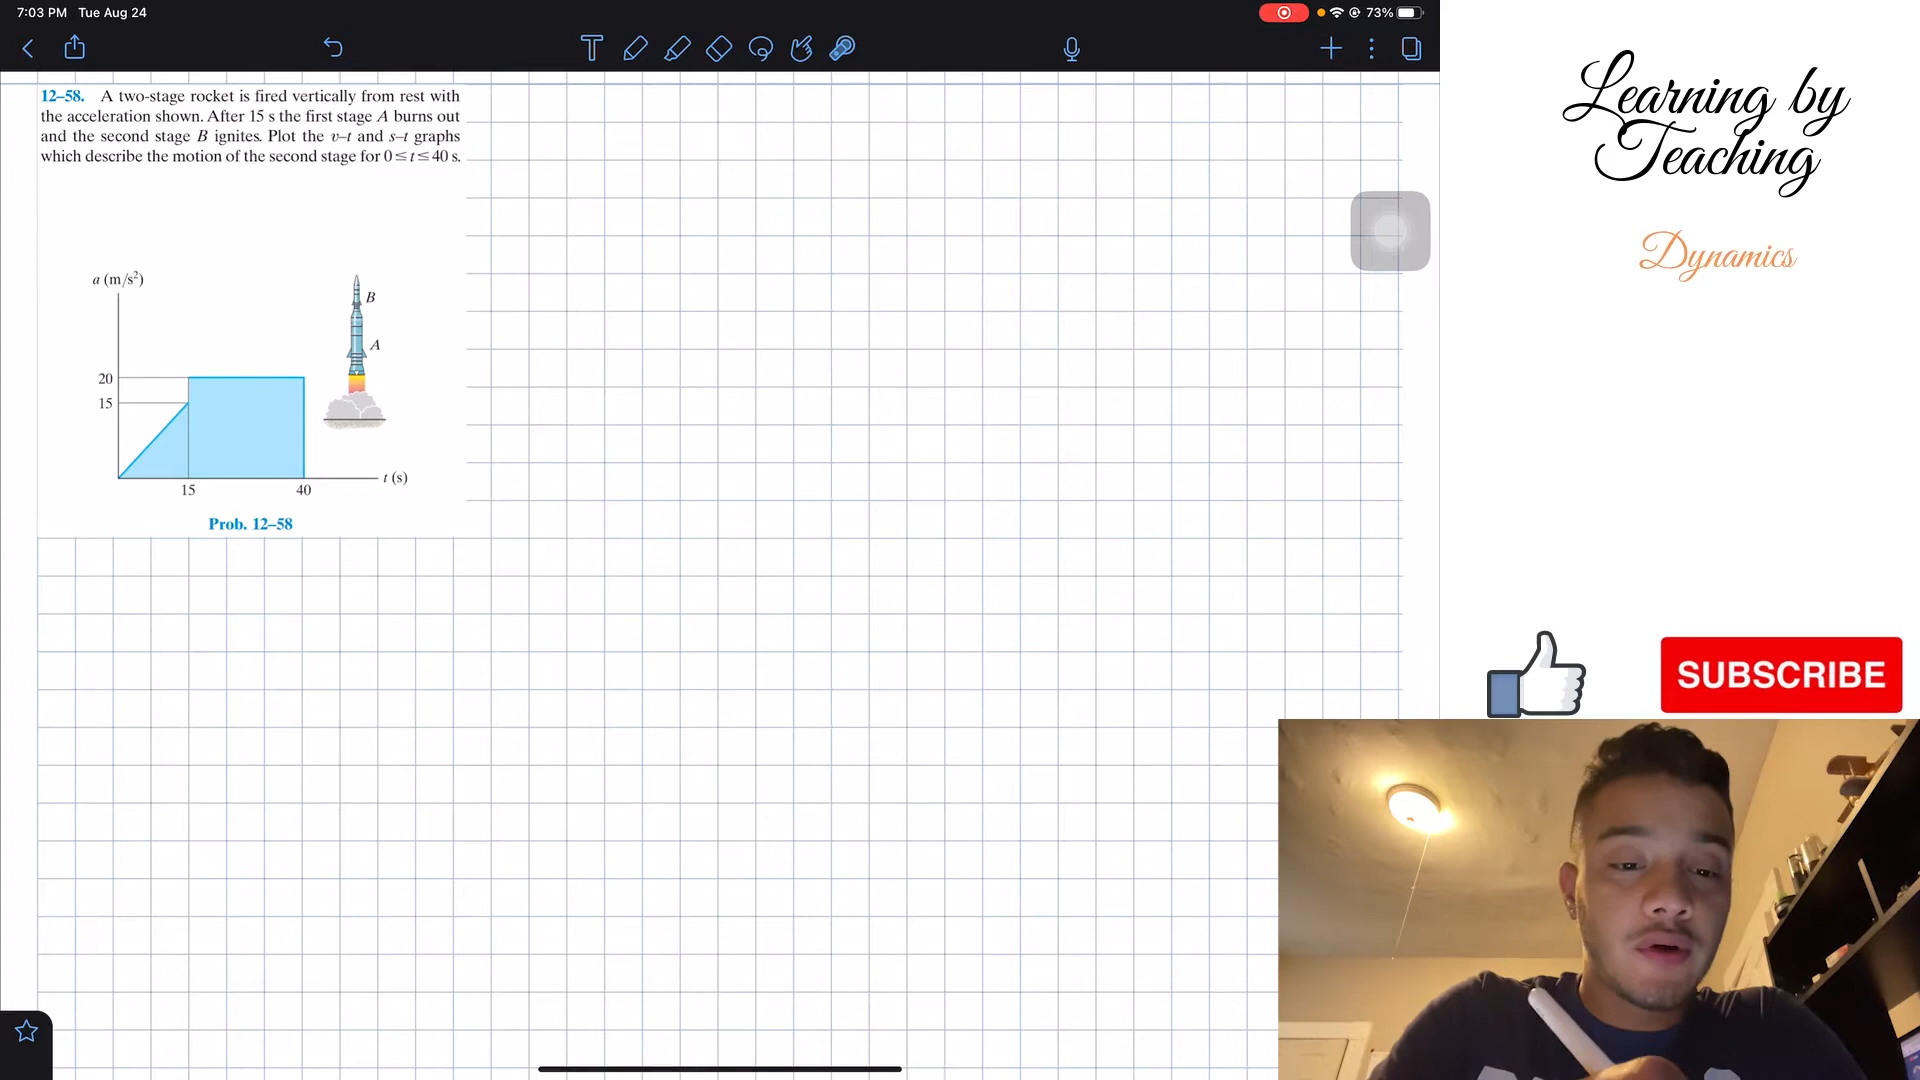 7:03 PM Tue Aug 24
73%
12–58. A two-stage rocket is fired vertically from rest with
the acceleration shown. After 15 s the first stage A burns out
and the second stage B ignites. Plot the v–t and s–t graphs
which describe the motion of the second stage for 0 ≤ t ≤ 40 s.
a (m/s²)
B
A
20
15
t (s)
15
40
Prob. 12–58
Learning by
Teaching
Dynamics
SUBSCRIBE